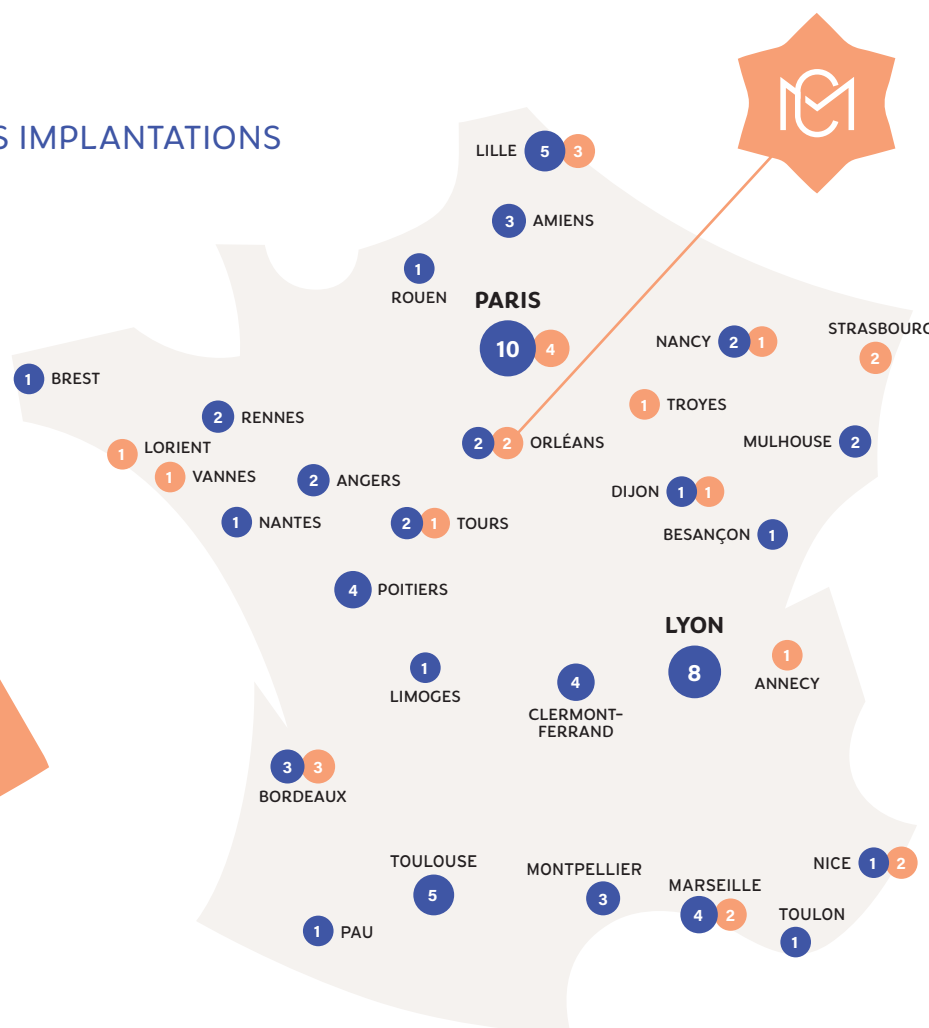 S IMPLANTATIONS
CM
LILLE 5 3
3 AMIENS
1
ROUEN
PARIS
10 4
NANCY 2 1
STRASBOURG
2
1 BREST
2 RENNES
1 TROYES
1 LORIENT
2 2 ORLÉANS
MULHOUSE 2
1 VANNES
2 ANGERS
DIJON 1 1
1 NANTES
2 1 TOURS
BESANÇON 1
4 POITIERS
LYON
8
1
ANNECY
1
LIMOGES
4
CLERMONT-
FERRAND
3 3
BORDEAUX
TOULOUSE
5
MONTPELLIER
3
MARSEILLE
4 2
NICE 1 2
TOULON
1
1 PAU